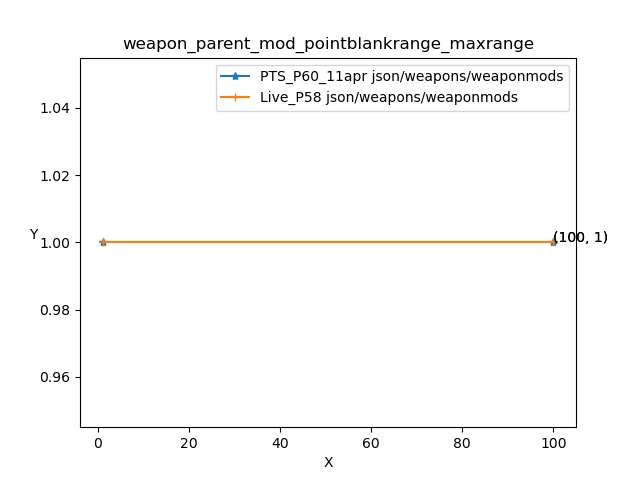 weapon_parent_mod_pointblankrange_maxrange
PTS_P60_11apr json/weapons/weaponmods
Live_P58 json/weapons/weaponmods
1.04
1.02
1.00
0.98
0.96
Y
(100, 1)
0 20 40 60 80 100
X